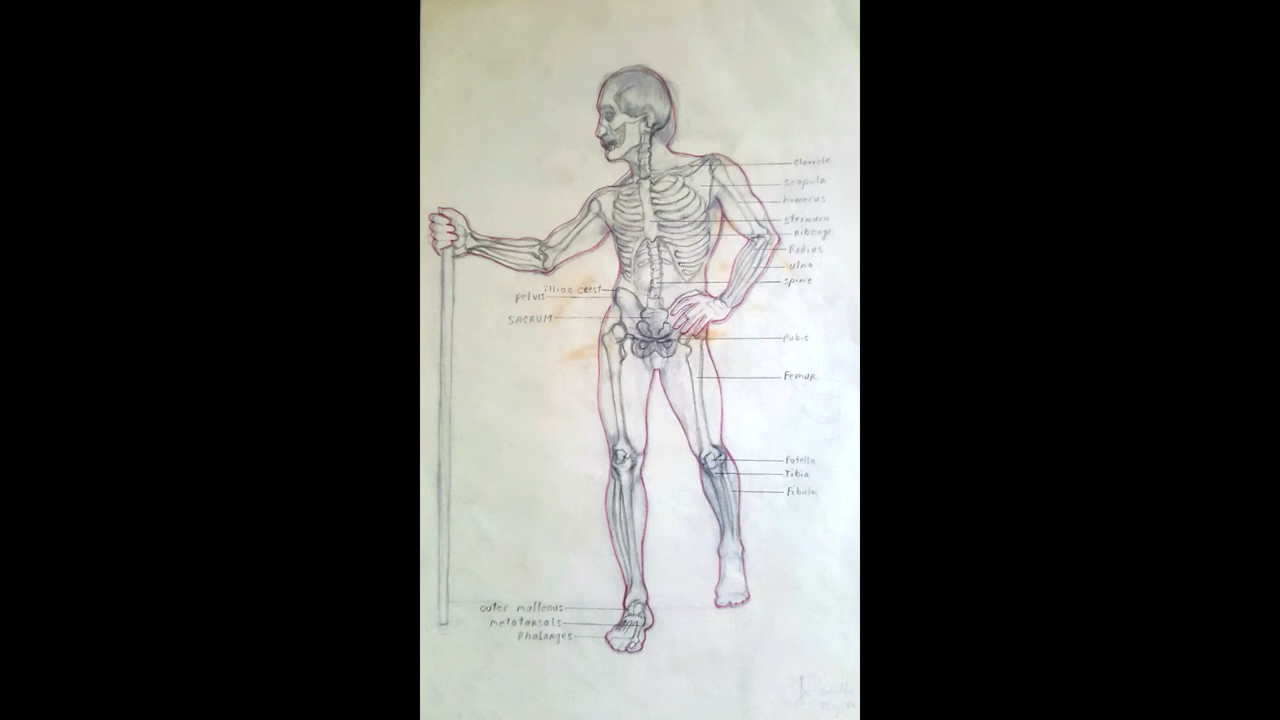 clavicle
scapula
humerus
sternum
ribcage
Radius
ulna
spine
illiac crest
pelvis
SACRUM
Pubis
Femur
Patella
Tibia
Fibula
outer malleous
metatarsals
Phalanges